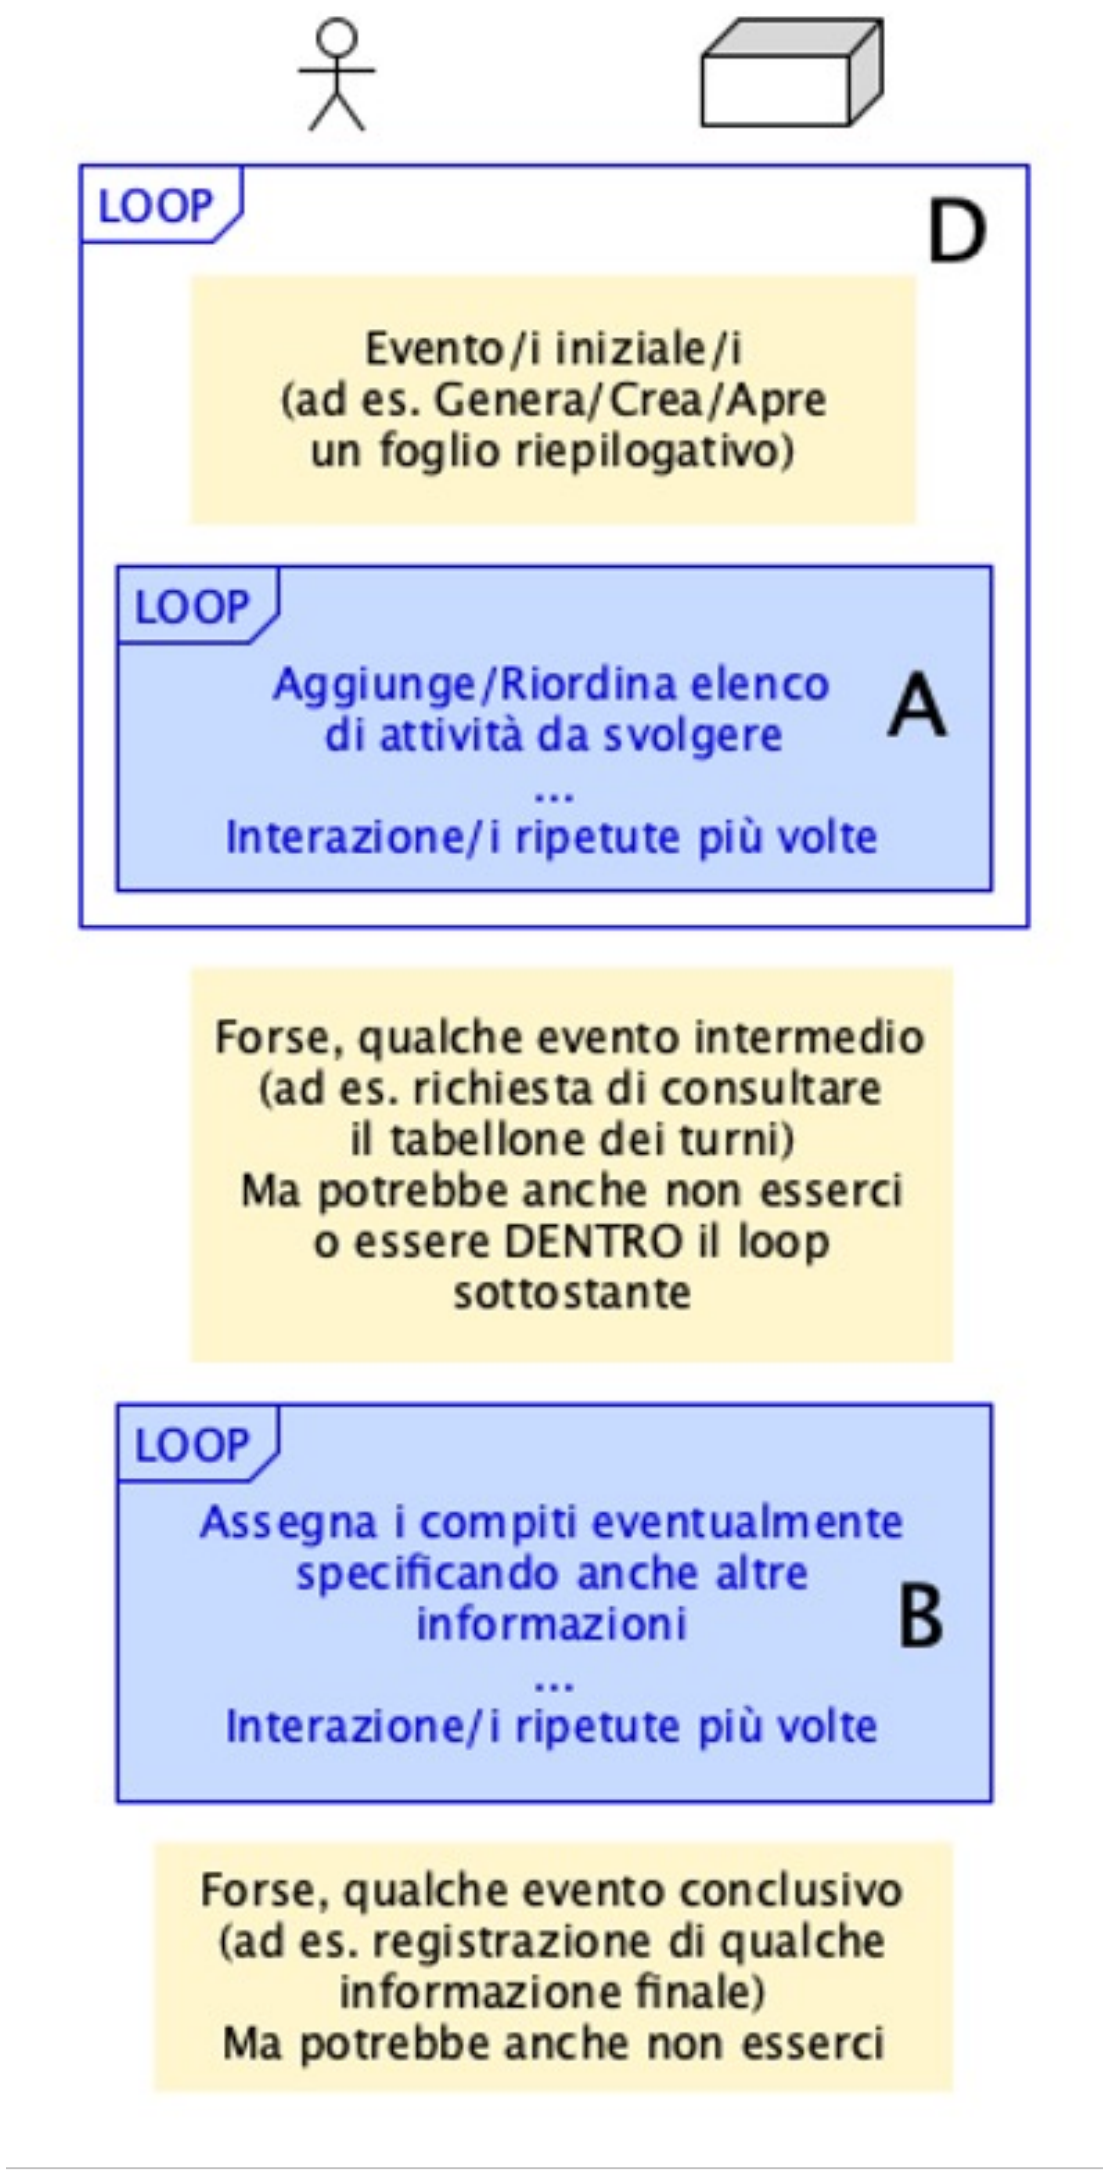 LOOP
D
Evento/i iniziale/i
(ad es. Genera/Crea/Apre
un foglio riepilogativo)
LOOP
Aggiunge/Riordina elenco
di attività da svolgere
A
...
Interazione/i ripetute più volte
Forse, qualche evento intermedio
(ad es. richiesta di consultare
il tabellone dei turni)
Ma potrebbe anche non esserci
o essere DENTRO il loop
sottostante
LOOP
Assegna i compiti eventualmente
specificando anche altre
informazioni
B
...
Interazione/i ripetute più volte
Forse, qualche evento conclusivo
(ad es. registrazione di qualche
informazione finale)
Ma potrebbe anche non esserci